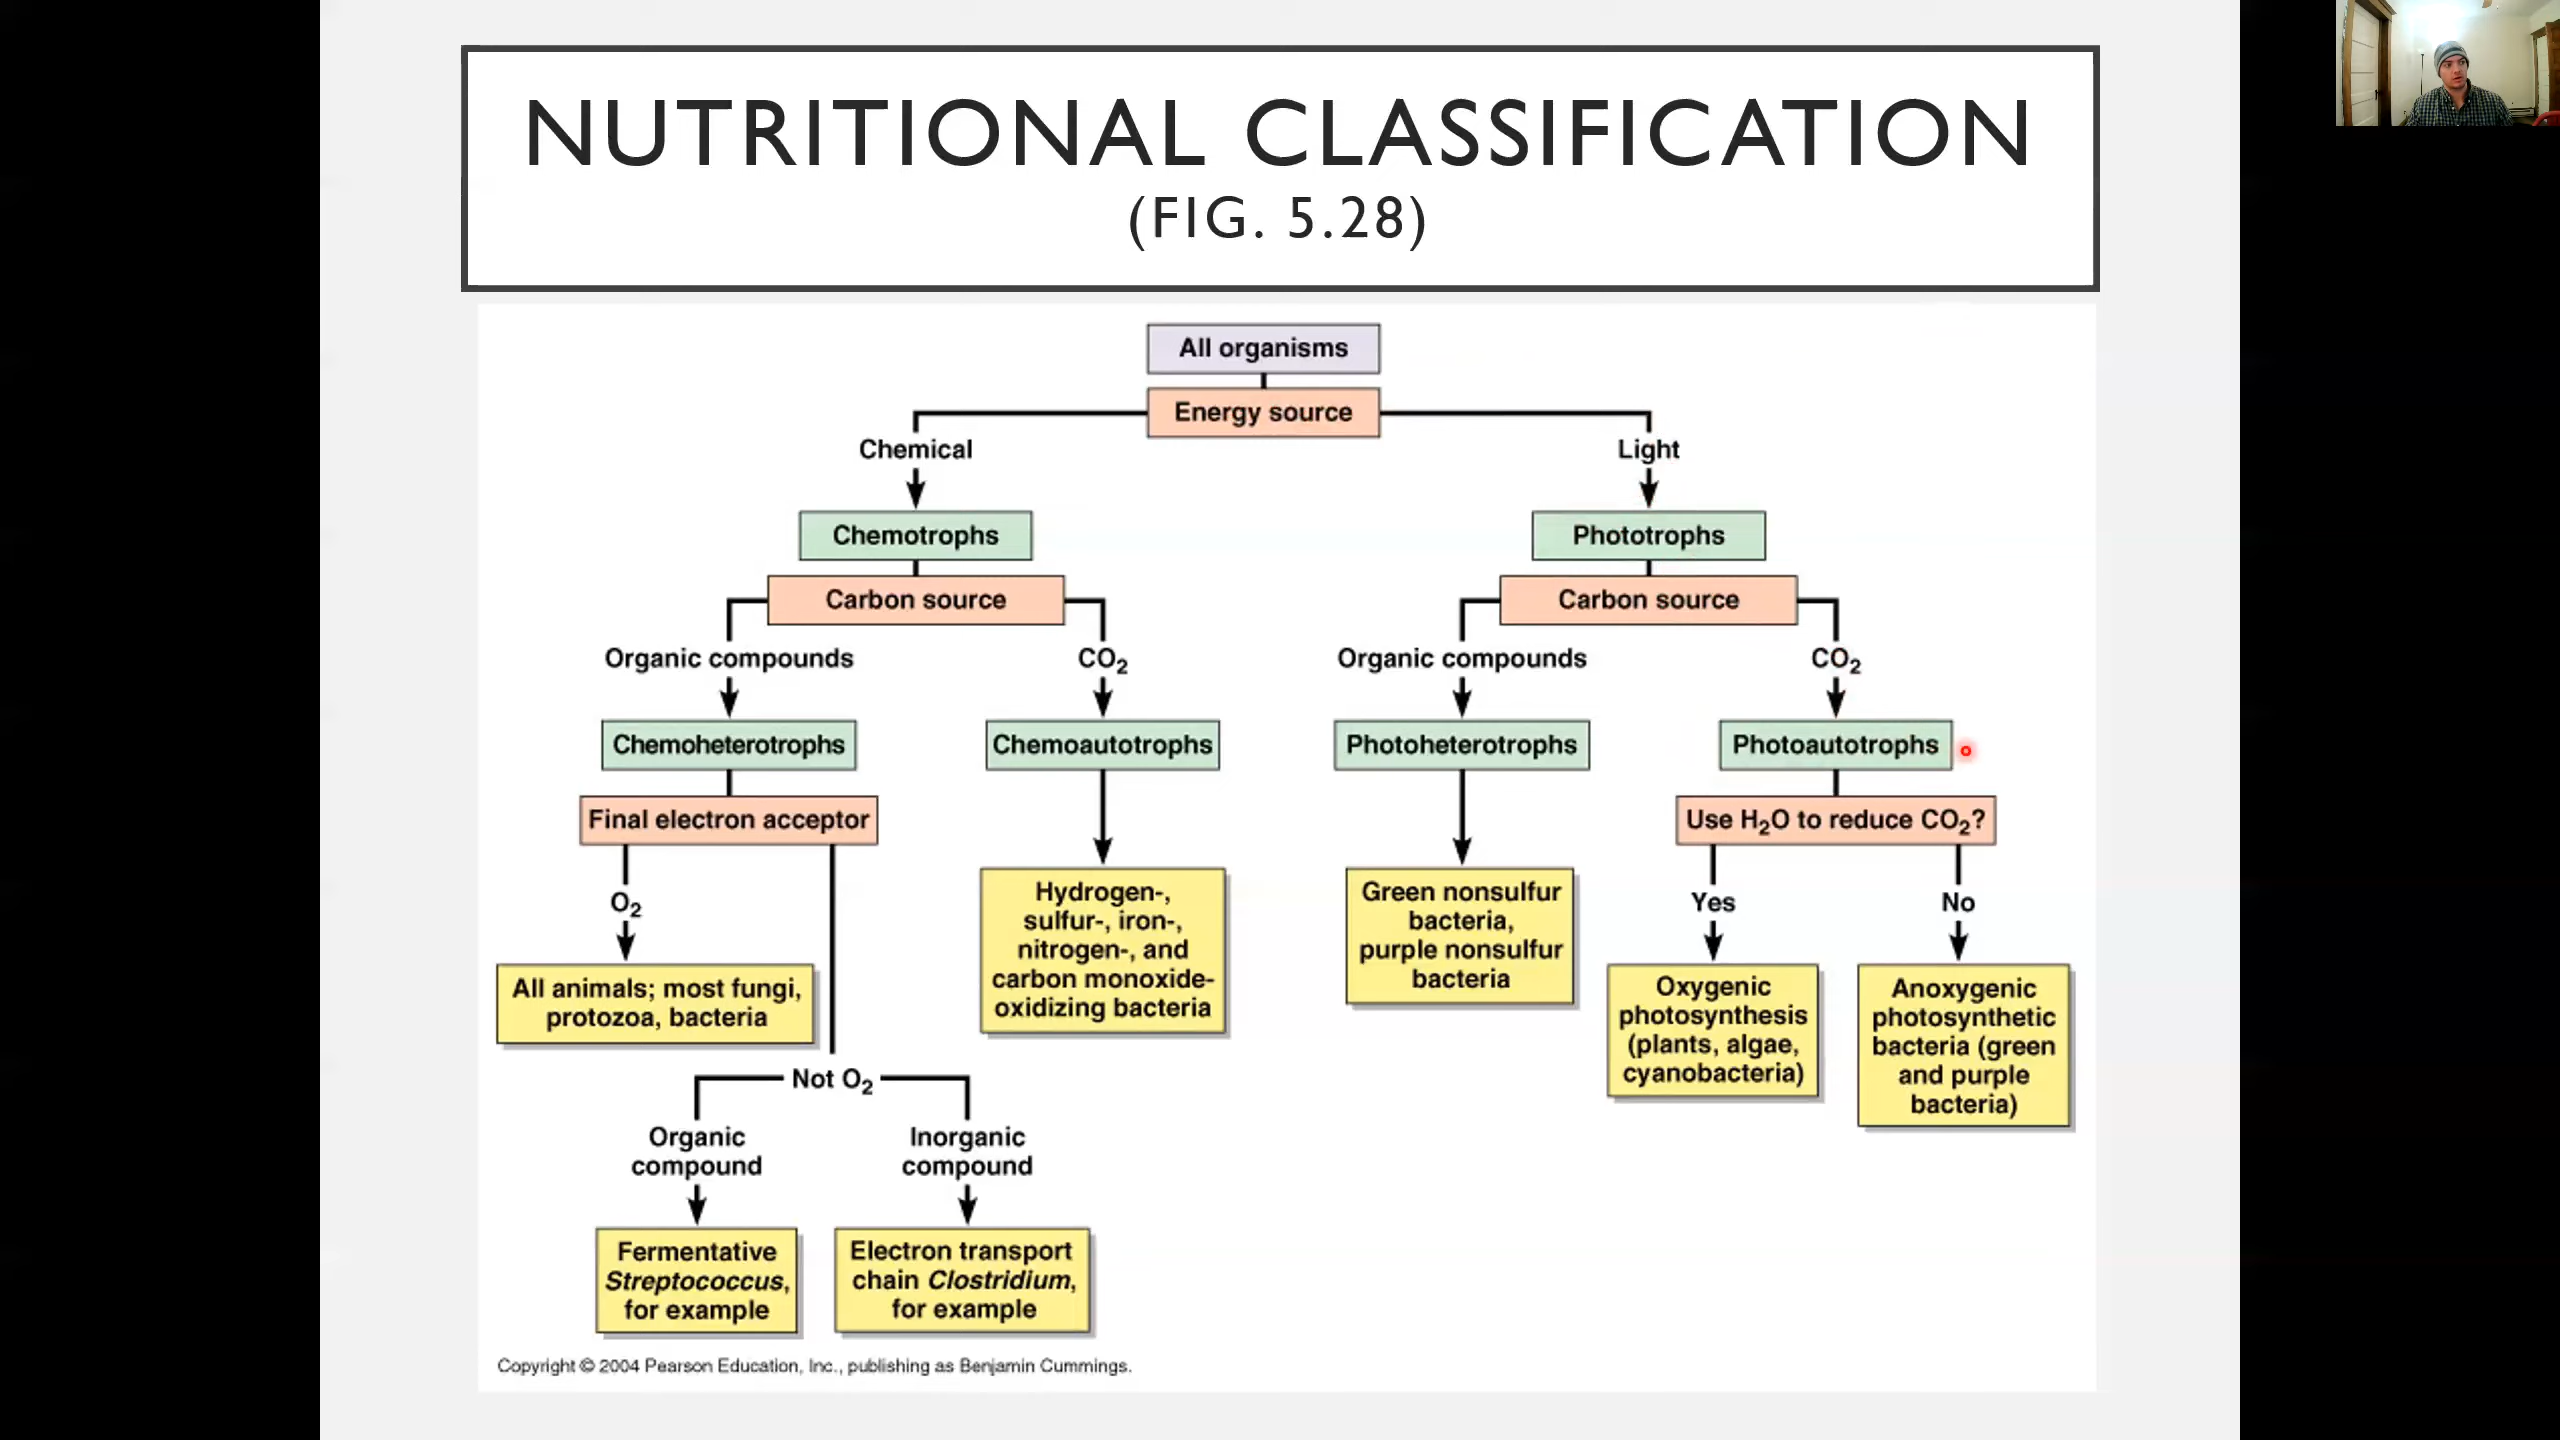 NUTRITIONAL CLASSIFICATION
(FIG. 5.28)
All organisms
Energy source
Chemical
Light
Chemotrophs
Phototrophs
Carbon source
Carbon source
Organic compounds
CO₂
Organic compounds
CO₂
Chemoheterotrophs
Chemoautotrophs
Photoheterotrophs
Photoautotrophs
Final electron acceptor
Use H₂O to reduce CO₂?
O₂
Yes
No
Hydrogen-,
sulfur-, iron-,
nitrogen-, and
carbon monoxide-
oxidizing bacteria
Green nonsulfur
bacteria,
purple nonsulfur
bacteria
All animals; most fungi,
protozoa, bacteria
Oxygenic
photosynthesis
(plants, algae,
cyanobacteria)
Anoxygenic
photosynthetic
bacteria (green
and purple
bacteria)
Not O₂
Organic
compound
Inorganic
compound
Fermentative
Streptococcus,
for example
Electron transport
chain Clostridium,
for example
Copyright © 2004 Pearson Education, Inc., publishing as Benjamin Cummings.